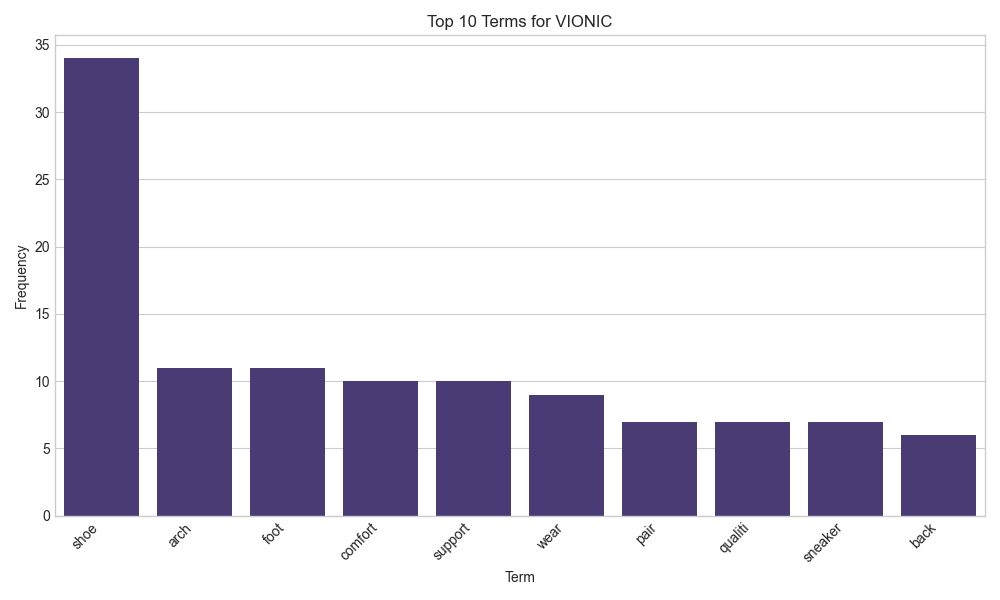 Top 10 Terms for VIONIC
35
30
25
20
15
10
5
0
Frequency
shoe
arch
foot
comfort
support
wear
pair
qualiti
sneaker
back
Term